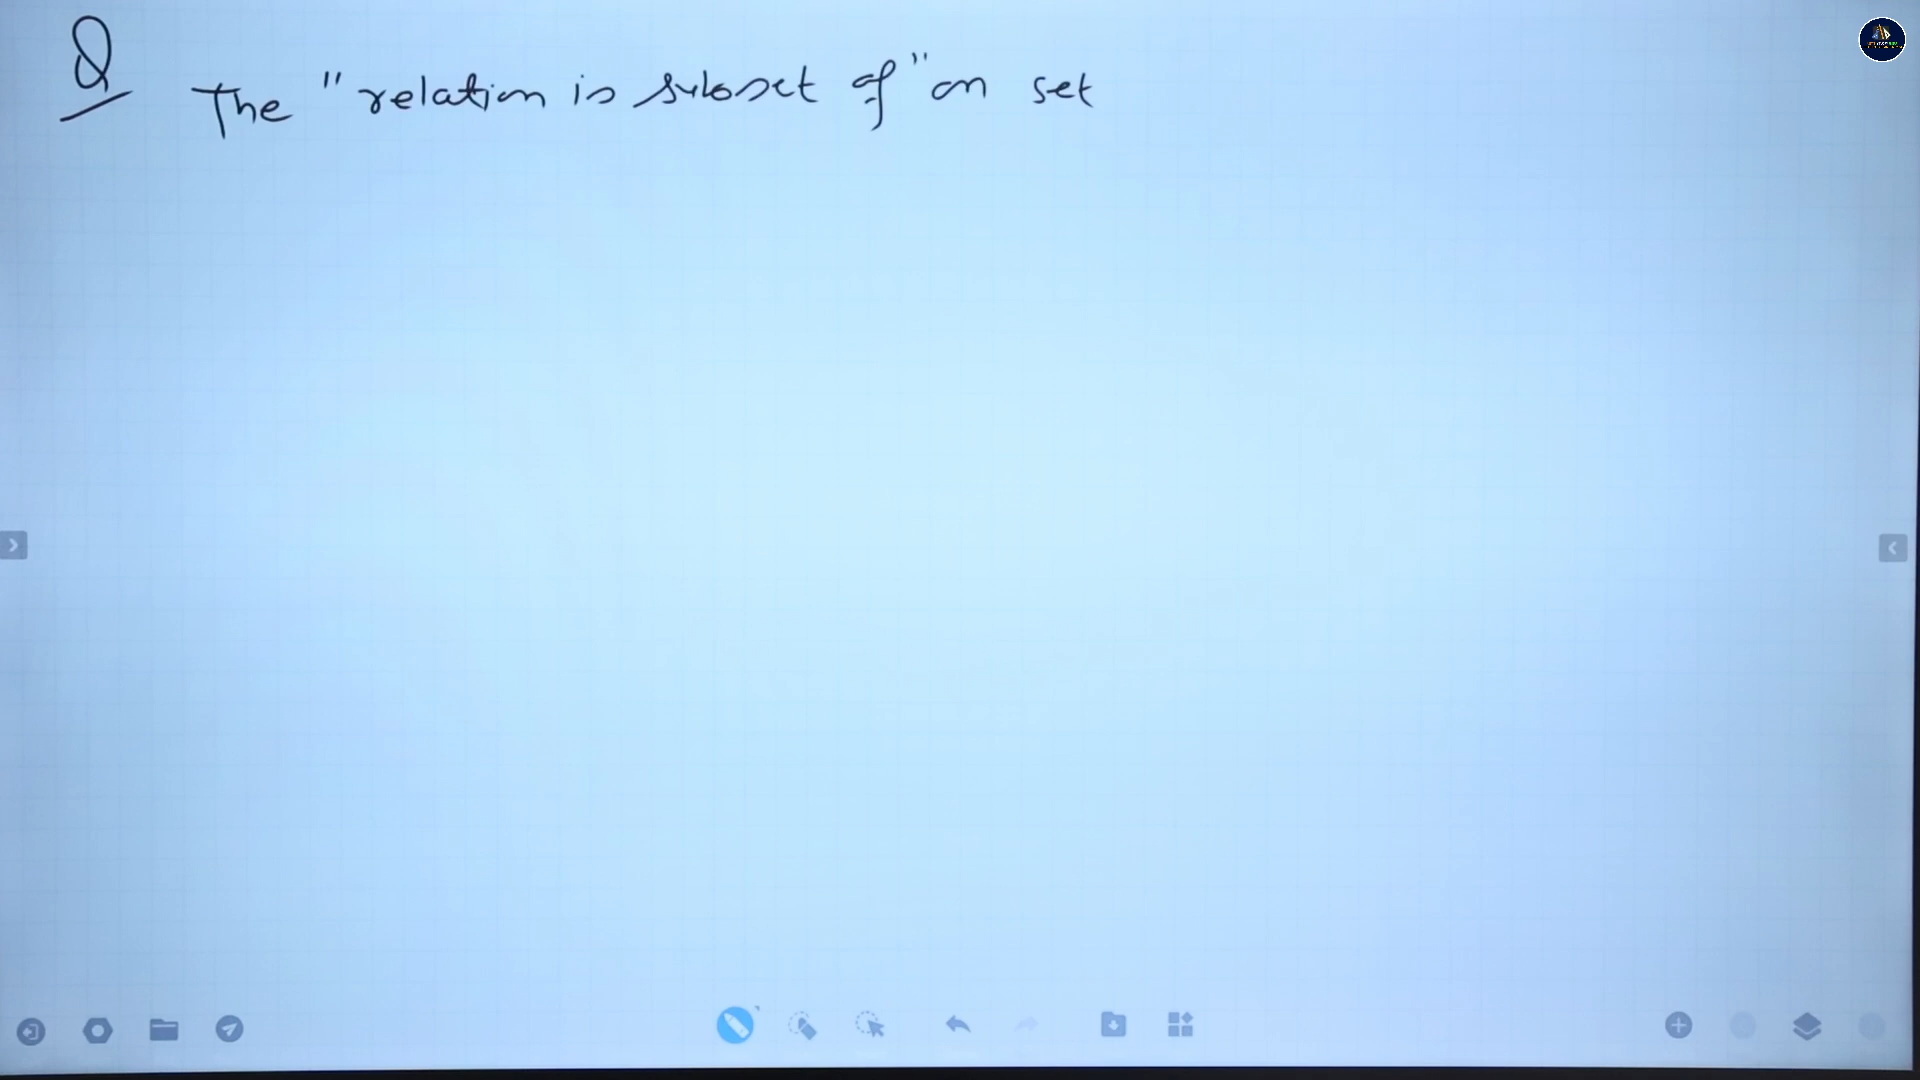 Q The "relation is subset of" on set